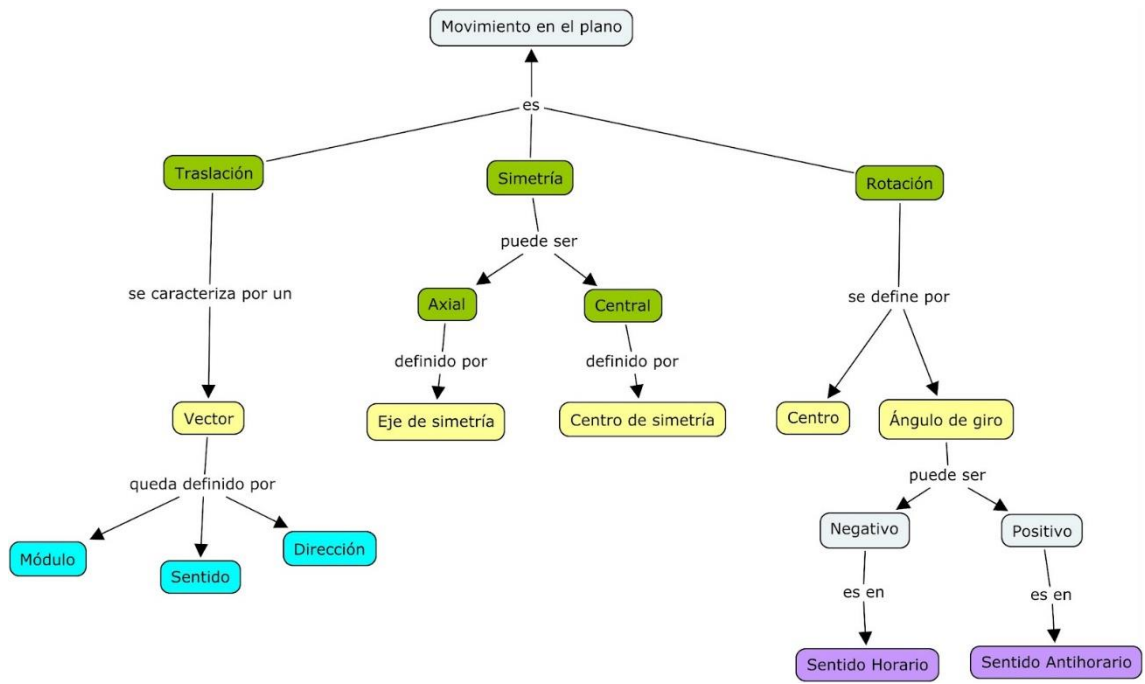 Movimiento en el plano
es
Traslación
Simetría
Rotación
puede ser
se caracteriza por un
Axial
Central
se define por
definido por
definido por
Vector
Eje de simetría
Centro de simetría
Centro
Ángulo de giro
queda definido por
puede ser
Módulo
Sentido
Dirección
Negativo
Positivo
es en
es en
Sentido Horario
Sentido Antihorario